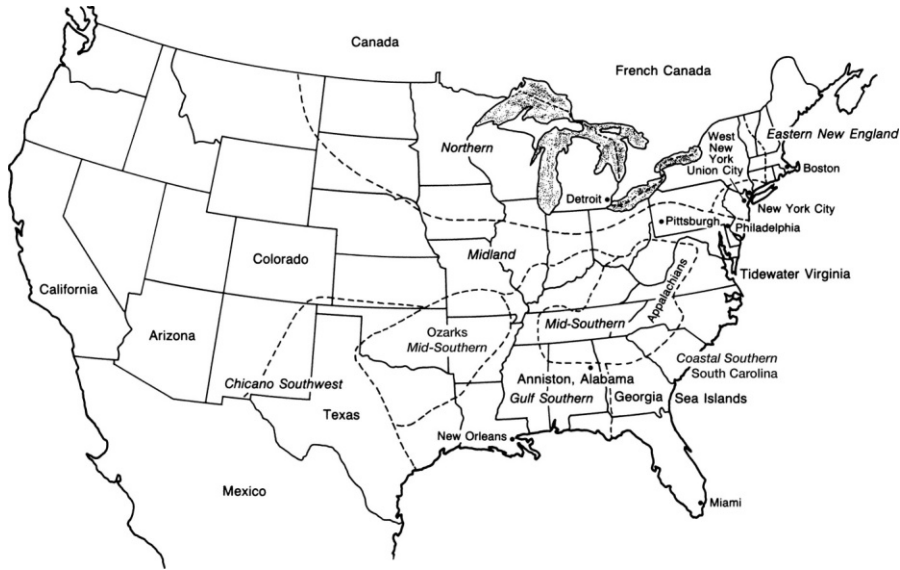 Canada
French Canada
Northern
West
New
York
Union City
Eastern New England
Boston
Detroit
New York City
Pittsburgh
Philadelphia
Midland
Colorado
Tidewater Virginia
California
Appalachians
Arizona
Ozarks
Mid-Southern
Mid-Southern
Coastal Southern
South Carolina
Chicano Southwest
Anniston, Alabama
Gulf Southern
Georgia
Sea Islands
Texas
New Orleans
Mexico
Miami